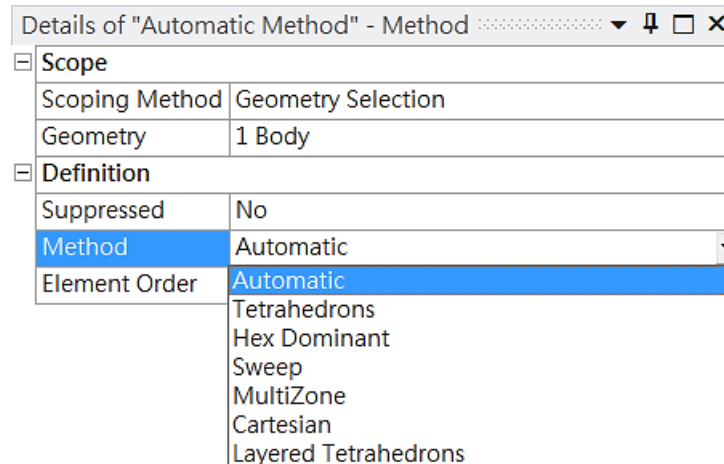 Details of "Automatic Method" - Method
Scope
Scoping Method Geometry Selection
Geometry 1 Body
Definition
Suppressed No
Method Automatic
Element Order
Automatic
Tetrahedrons
Hex Dominant
Sweep
MultiZone
Cartesian
Layered Tetrahedrons